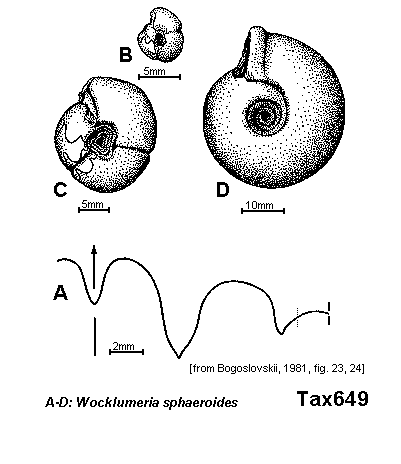 B
5mm
C
5mm
D
10mm
A
2mm
[from Bogoslovskii, 1981, fig. 23, 24]
A-D: Wocklumeria sphaeroides
Tax649